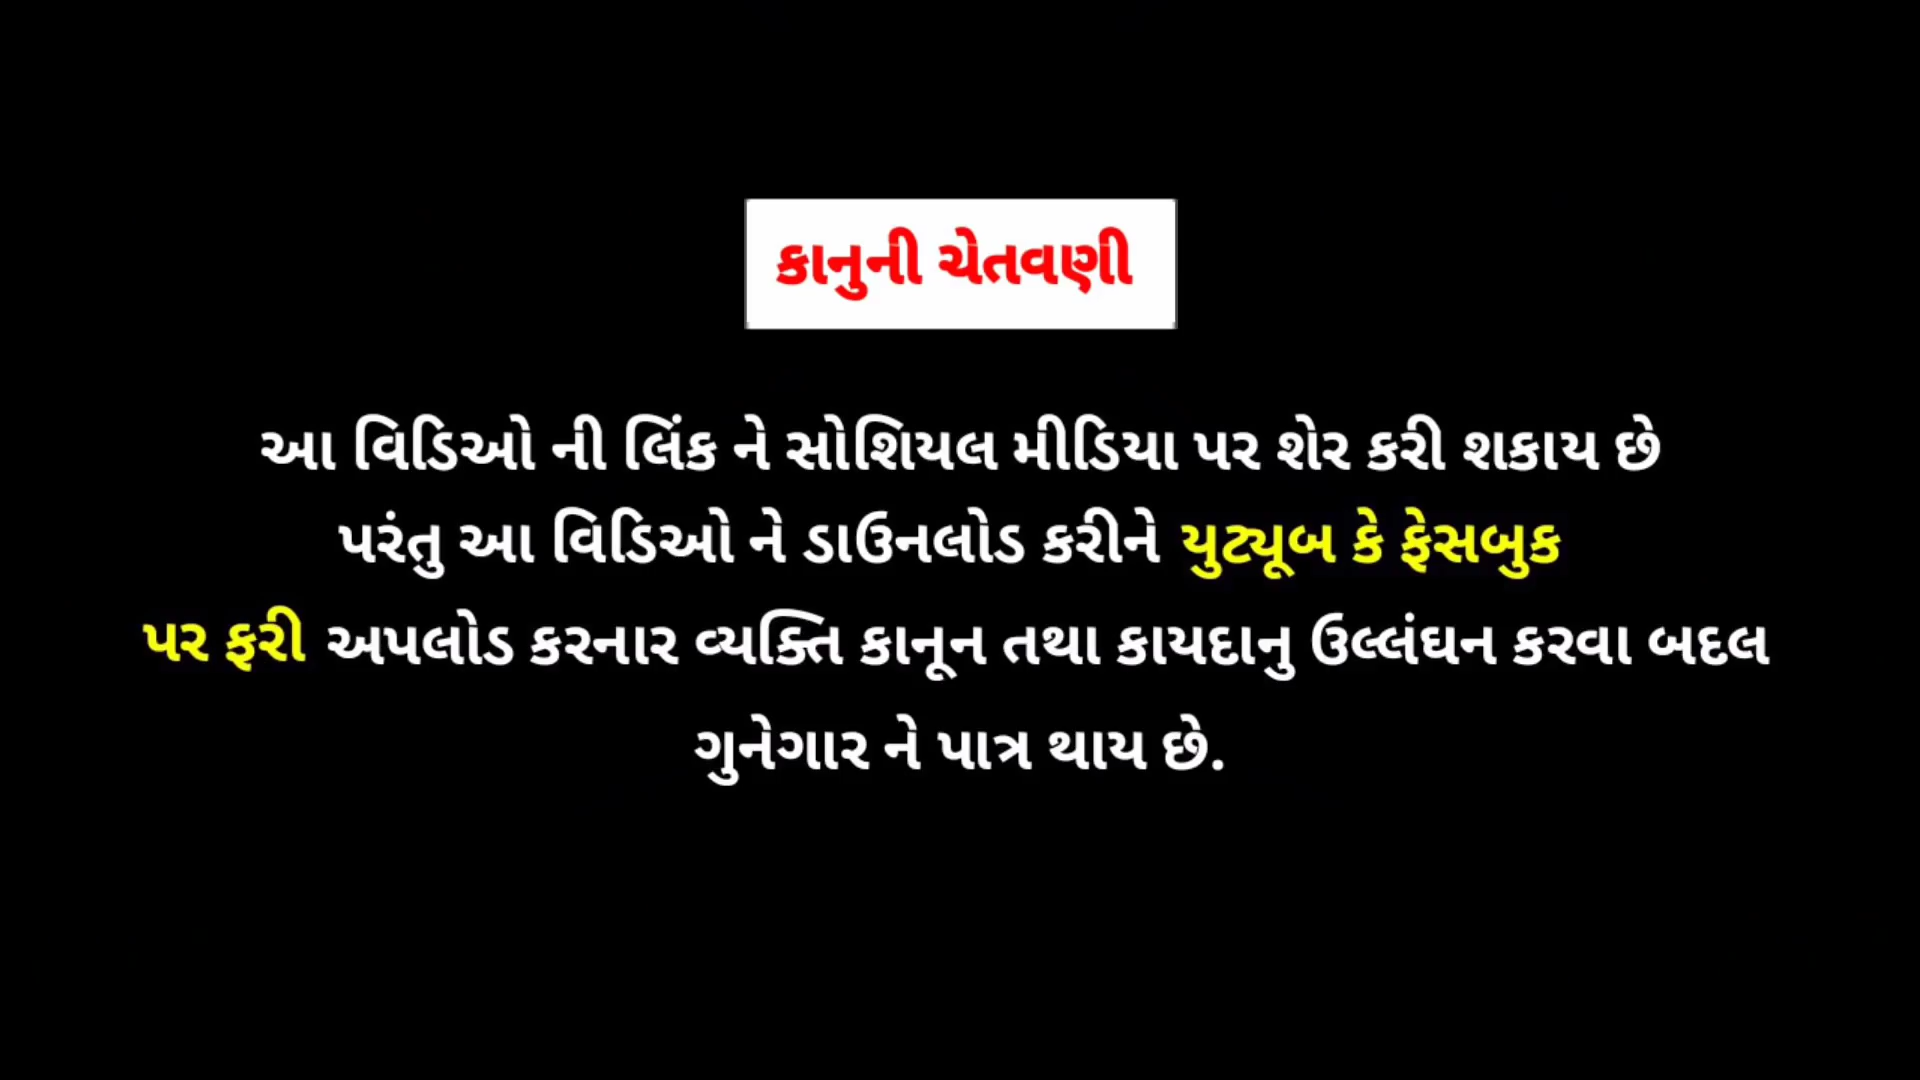 કાનુની ચેતવણી
આ વિડિઓ ની લિંક ને સોશિયલ મીડિયા પર શેર કરી શકાય છે
પરંતુ આ વિડિઓ ને ડાઉનલોડ કરીને યુટ્યૂબ કે ફેસબુક
પર ફરી અપલોડ કરનાર વ્યક્તિ કાનૂન તથા કાયદાનુ ઉલ્લંઘન કરવા બદલ
ગુનેગાર ને પાત્ર થાય છે.